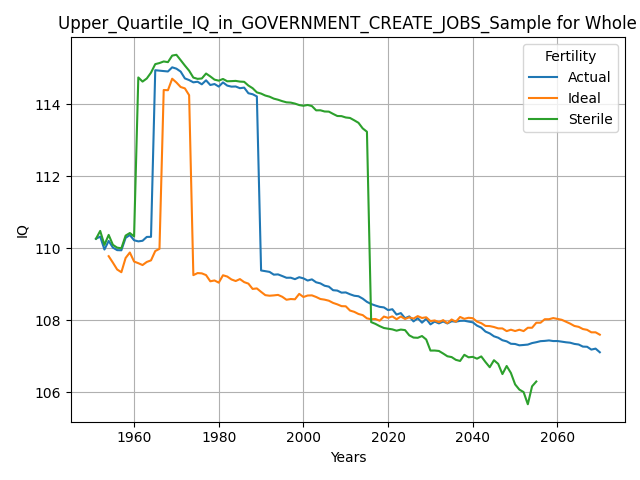 Upper_Quartile_IQ_in_GOVERNMENT_CREATE_JOBS_Sample for Whole
Fertility
Actual
Ideal
Sterile
IQ
114
112
110
108
106
1960
1980
2000
2020
2040
2060
Years